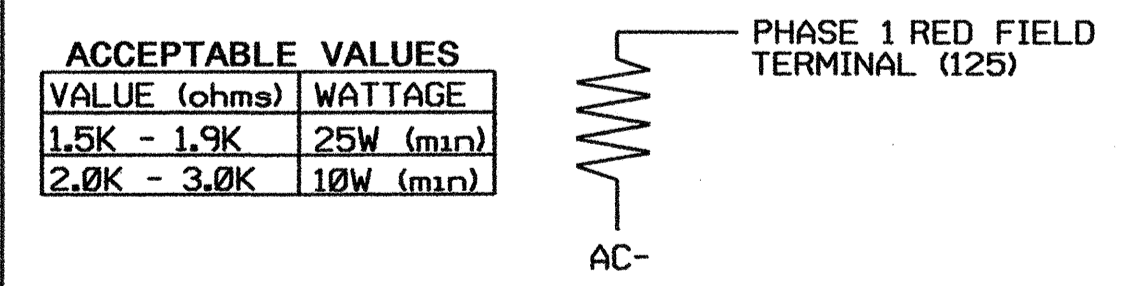 ACCEPTABLE VALUES
VALUE (ohms) WATTAGE
1.5K - 1.9K 25W (min)
2.0K - 3.0K 10W (min)
PHASE 1 RED FIELD
TERMINAL (125)
AC-